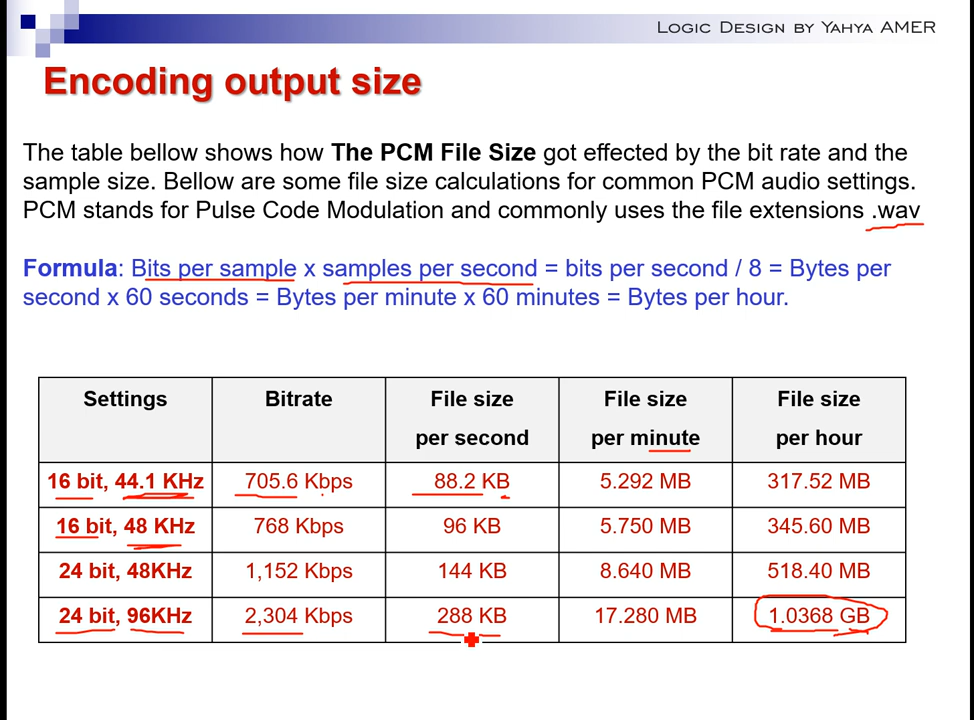 Logic Design by Yahya AMER
Encoding output size
The table bellow shows how The PCM File Size got effected by the bit rate and the
sample size. Bellow are some file size calculations for common PCM audio settings.
PCM stands for Pulse Code Modulation and commonly uses the file extensions .wav
Formula: Bits per sample x samples per second = bits per second / 8 = Bytes per
second x 60 seconds = Bytes per minute x 60 minutes = Bytes per hour.
Settings Bitrate File size per second File size per minute File size per hour
16 bit, 44.1 KHz 705.6 Kbps 88.2 KB 5.292 MB 317.52 MB
16 bit, 48 KHz 768 Kbps 96 KB 5.750 MB 345.60 MB
24 bit, 48KHz 1,152 Kbps 144 KB 8.640 MB 518.40 MB
24 bit, 96KHz 2,304 Kbps 288 KB 17.280 MB 1.0368 GB